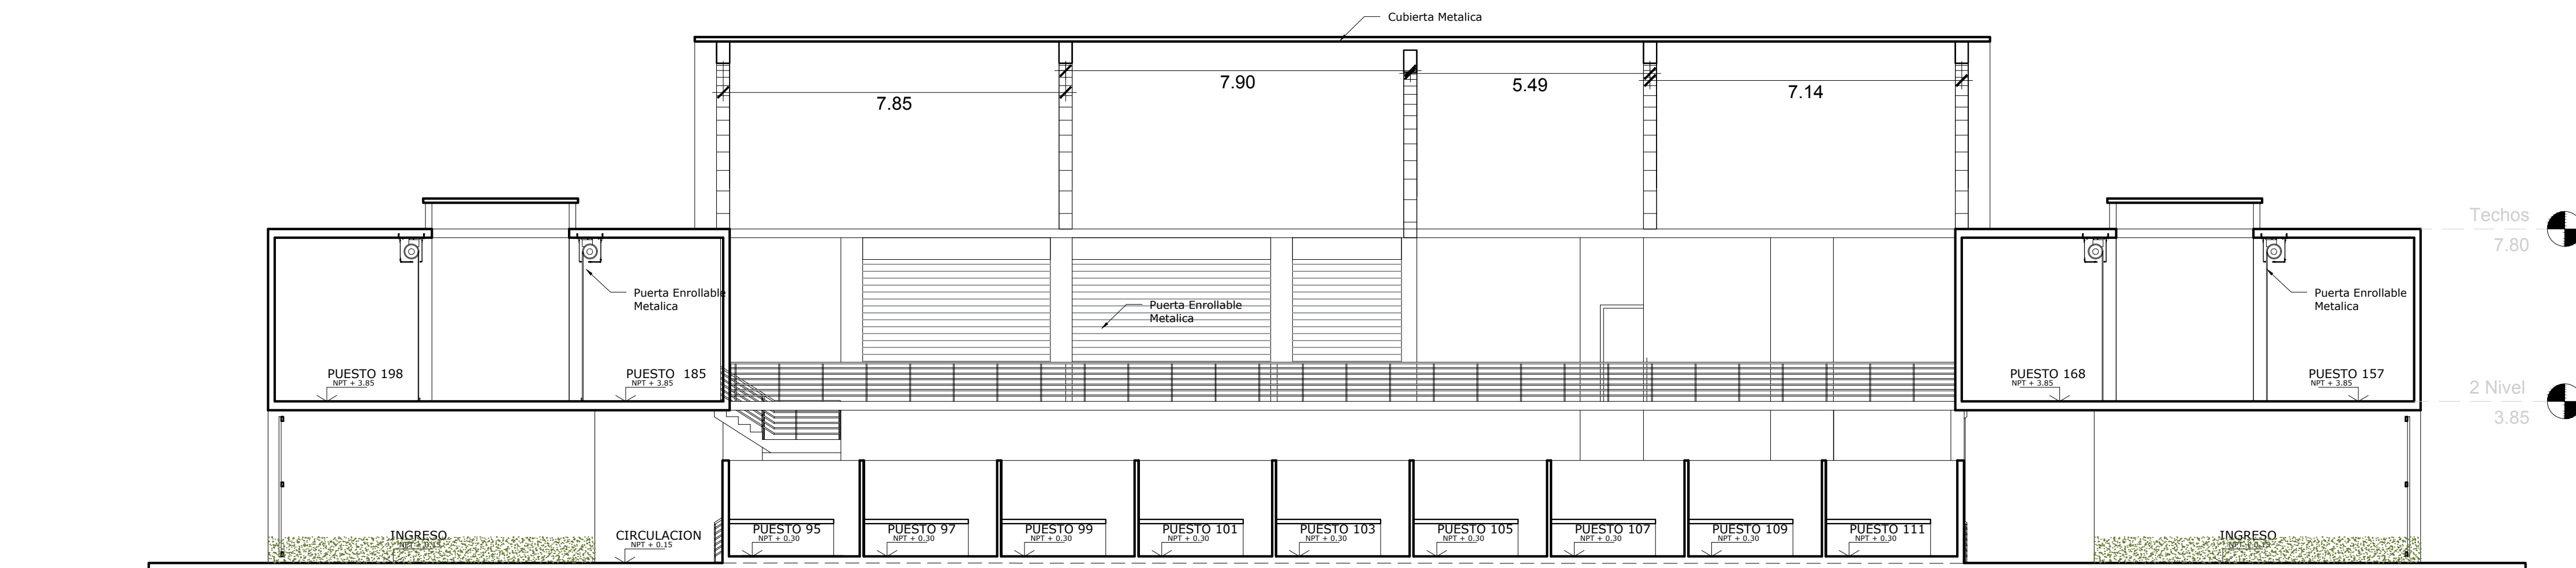 Cubierta Metalica
7.85
7.90
5.49
7.14
Techos
7.80
Puerta Enrollable
Metalica
Puerta Enrollable
Metalica
Puerta Enrollable
Metalica
PUESTO 198
NPT + 3.85
PUESTO 185
NPT + 3.85
PUESTO 168
NPT + 3.85
PUESTO 157
NPT + 3.85
2 Nivel
3.85
INGRESO
NPT + 0.15
CIRCULACION
NPT + 0.15
PUESTO 95
NPT + 0.30
PUESTO 97
NPT + 0.30
PUESTO 99
NPT + 0.30
PUESTO 101
NPT + 0.30
PUESTO 103
NPT + 0.30
PUESTO 105
NPT + 0.30
PUESTO 107
NPT + 0.30
PUESTO 109
NPT + 0.30
PUESTO 111
NPT + 0.30
INGRESO